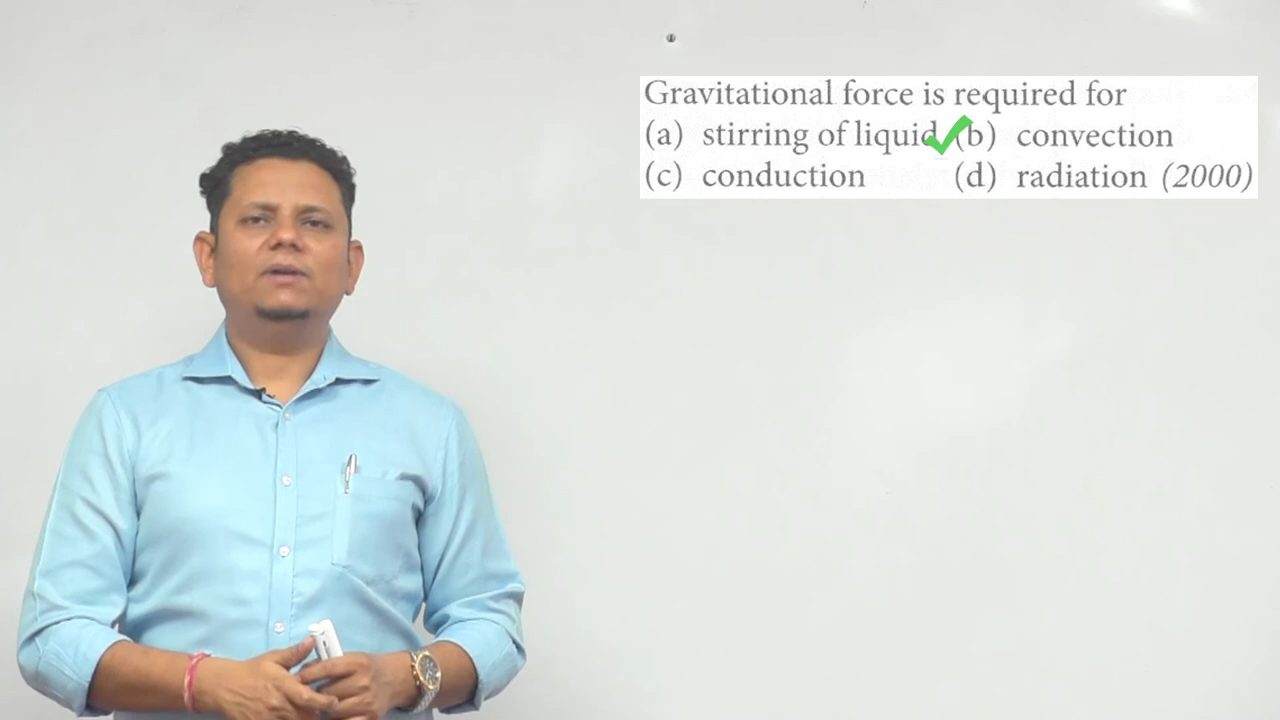 Gravitational force is required for
(a) stirring of liquid (b) convection
(c) conduction (d) radiation (2000)